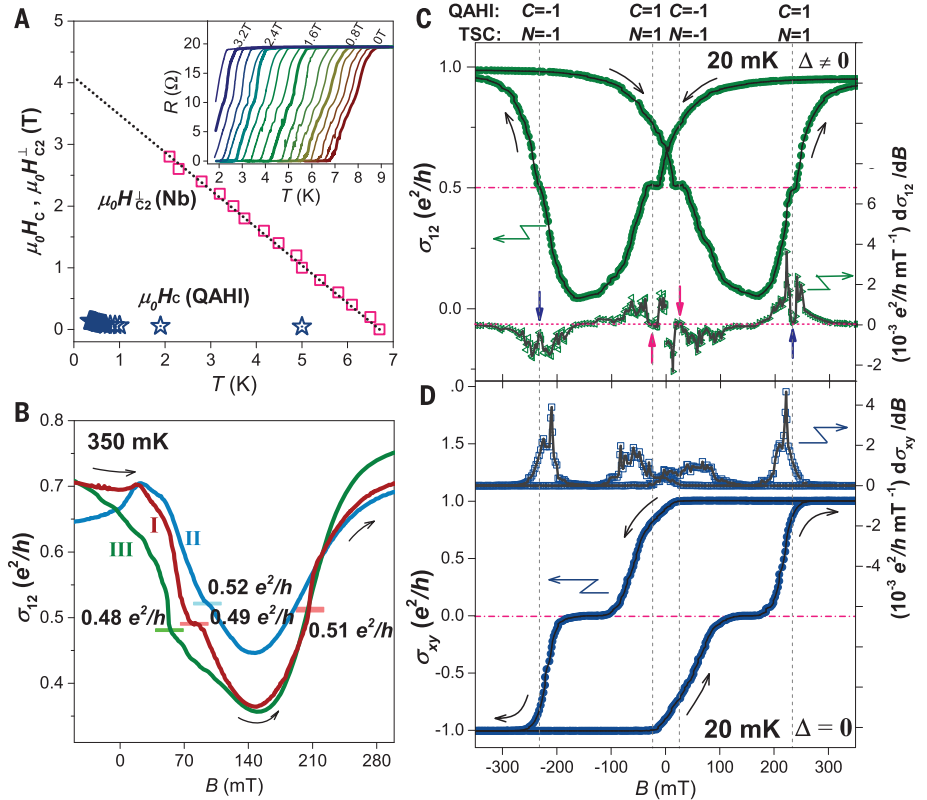 A
5
4
3
2
1
0
μ₀H_C, μ₀H⊥_C2 (T)
0
1
2
3
4
5
6
7
T (K)
μ₀H⊥_C2 (Nb)
μ₀H_C (QAHI)
20
10
0
R (Ω)
2
3
4
5
6
7
8
9
T (K)
3.2T
2.4T
1.6T
0.8T
0T
B
350 mK
0.8
0.7
0.6
0.5
0.4
σ₁₂ (e²/h)
I
II
III
0.52 e²/h
0.48 e²/h
0.49 e²/h
0.51 e²/h
0
70
140
210
280
B (mT)
C
QAHI: C=-1 C=1 C=-1 C=1
TSC: N=-1 N=1 N=-1 N=1
20 mK Δ ≠ 0
1.0
0.5
0.0
σ₁₂ (e²/h)
6
4
2
0
-2
(10⁻³ e²/h mT⁻¹) dσ₁₂ /dB
D
.0
1.5
1.0
0.5
0.0
-0.5
-1.0
σxy (e²/h)
4
2
0
-2
-4
(10⁻³ e²/h mT⁻¹) dσxy /dB
20 mK Δ = 0
-300
-200
-100
0
100
200
300
B (mT)